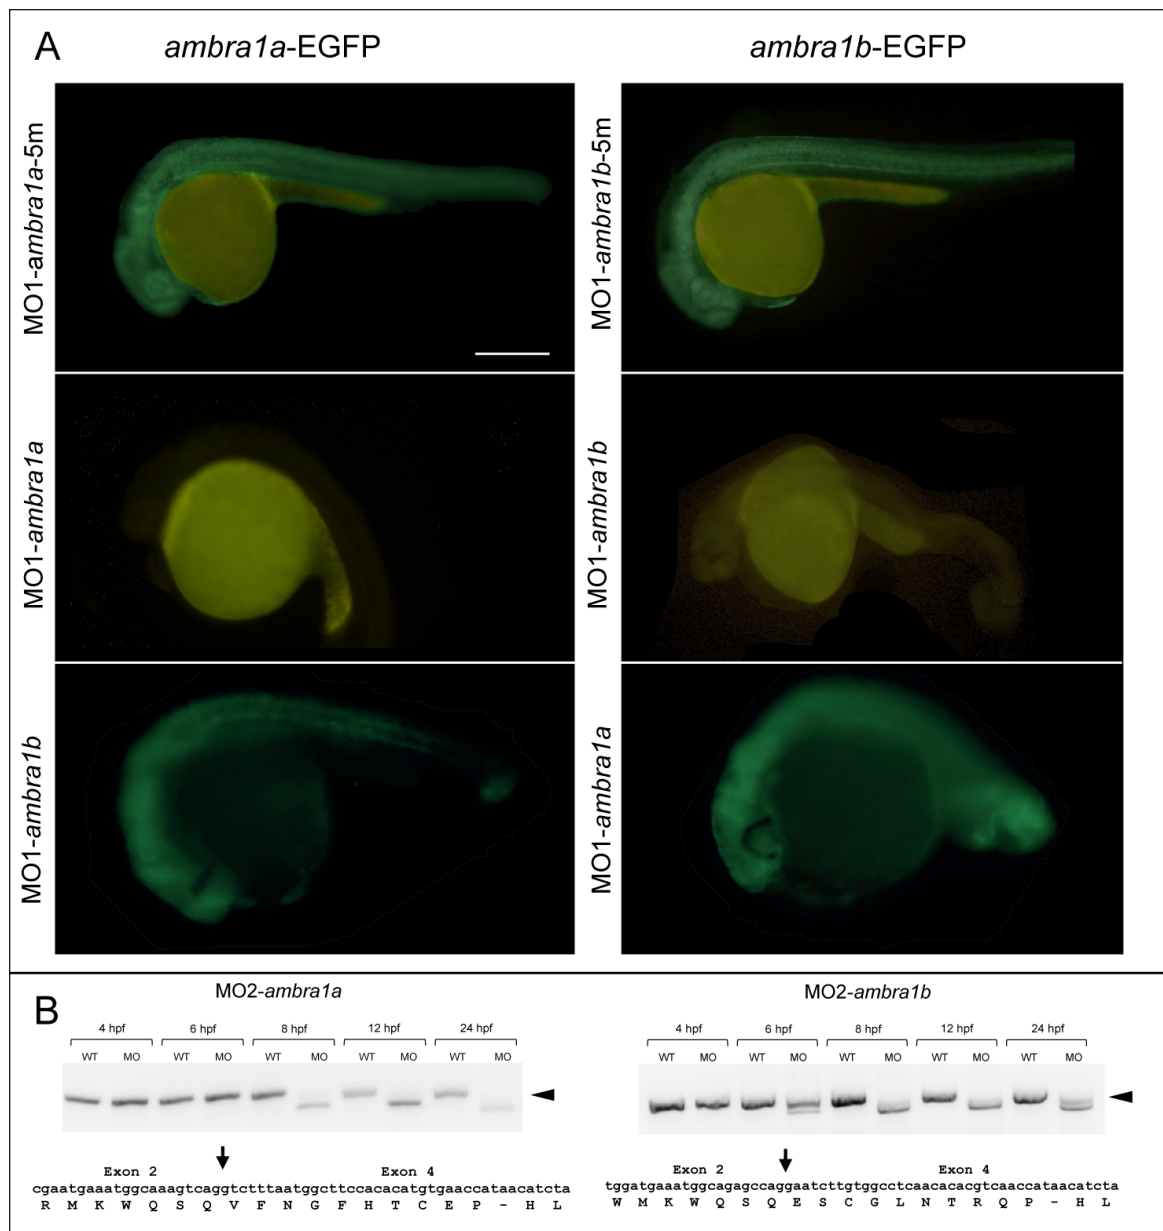 A
ambra1a-EGFP
ambra1b-EGFP
MO1-ambra1a-5m
MO1-ambra1b-5m
MO1-ambra1a
MO1-ambra1b
MO1-ambra1b
MO1-ambra1a
B
MO2-ambra1a
4 hpf 6 hpf 8 hpf 12 hpf 24 hpf
WT MO WT MO WT MO WT MO WT MO
Exon 2 Exon 4
cgaatgaaatggcaaagtcaggtctttaatggcttccacacatgtgaaccataacatcta
R M K W Q S Q V F N G F H T C E P - H L
MO2-ambra1b
4 hpf 6 hpf 8 hpf 12 hpf 24 hpf
WT MO WT MO WT MO WT MO WT MO
Exon 2 Exon 4
tggatgaaatggcagagccaggaatcttgtggcctcaacacacgtcaaccataacatcta
W M K W Q S Q E S C G L N T R Q P - H L